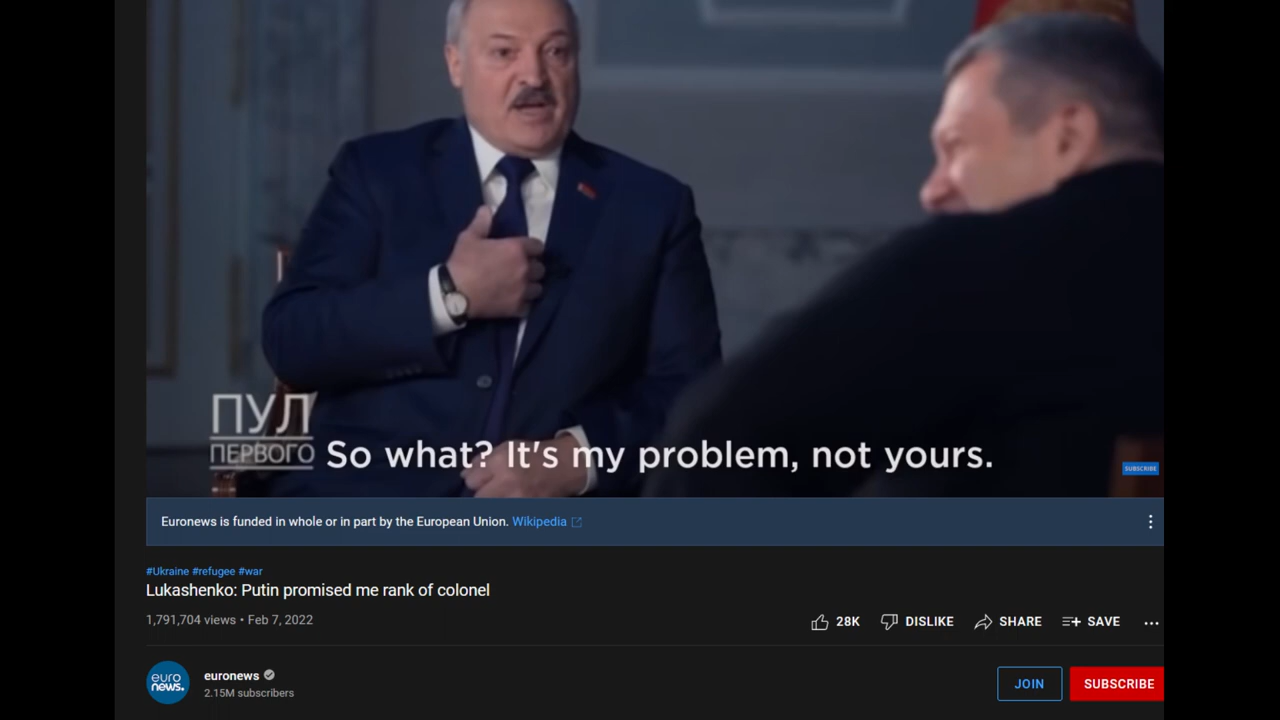 ПУЛ
ПЕРВОГО
So what? It's my problem, not yours.
SUBSCRIBE
Euronews is funded in whole or in part by the European Union. Wikipedia
#Ukraine #refugee #war
Lukashenko: Putin promised me rank of colonel
1,791,704 views • Feb 7, 2022
28K DISLIKE SHARE SAVE
euro
news.
euronews
2.15M subscribers
JOIN SUBSCRIBE